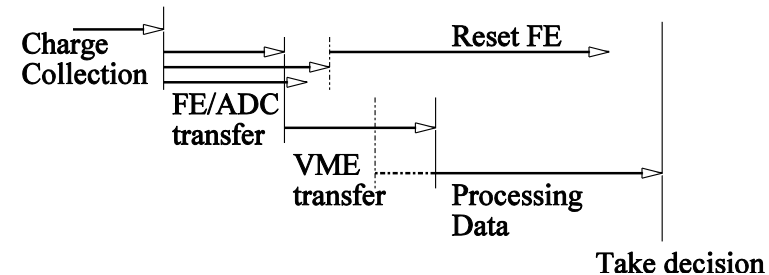 Charge
Collection
Reset FE
FE/ADC
transfer
VME
transfer
Processing
Data
Take decision